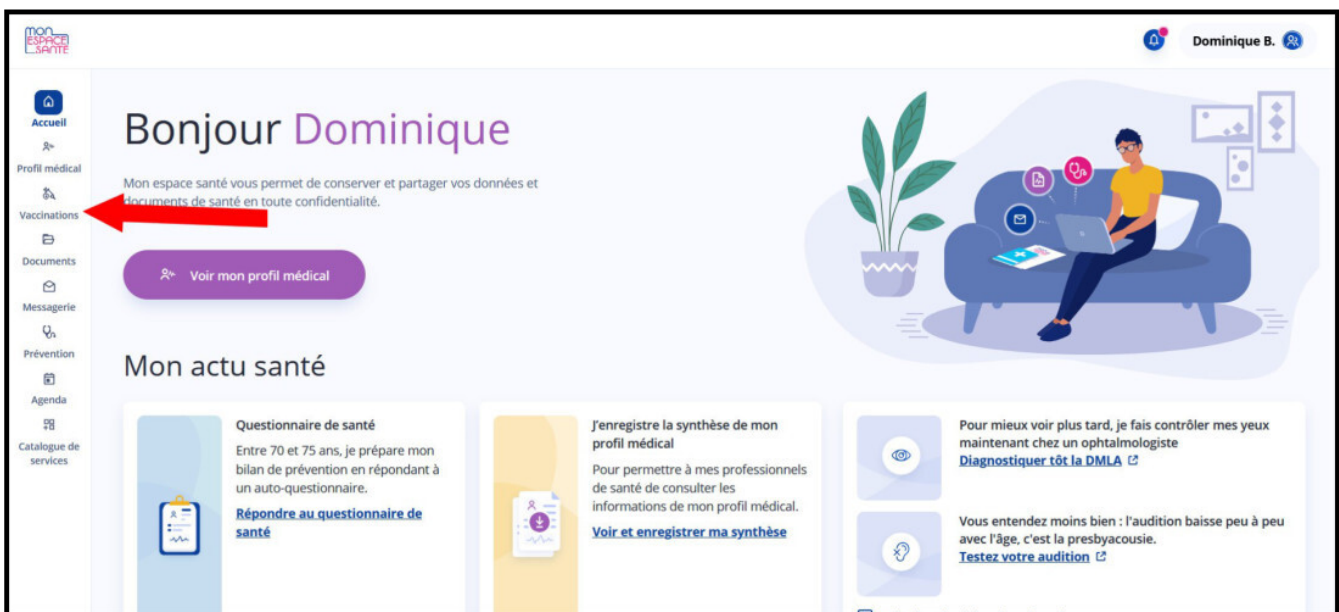 mon
ESPACE
SANTÉ
Dominique B.
Accueil
Profil médical
Vaccinations
Documents
Messagerie
Prévention
Agenda
Catalogue de
services
Bonjour Dominique
Mon espace santé vous permet de conserver et partager vos données et
documents de santé en toute confidentialité.
Voir mon profil médical
Mon actu santé
Questionnaire de santé
Entre 70 et 75 ans, je prépare mon
bilan de prévention en répondant à
un auto-questionnaire.
Répondre au questionnaire de
santé
J'enregistre la synthèse de mon
profil médical
Pour permettre à mes professionnels
de santé de consulter les
informations de mon profil médical.
Voir et enregistrer ma synthèse
Pour mieux voir plus tard, je fais contrôler mes yeux
maintenant chez un ophtalmologiste
Diagnostiquer tôt la DMLA
Vous entendez moins bien : l'audition baisse peu à peu
avec l'âge, c'est la presbyacousie.
Testez votre audition